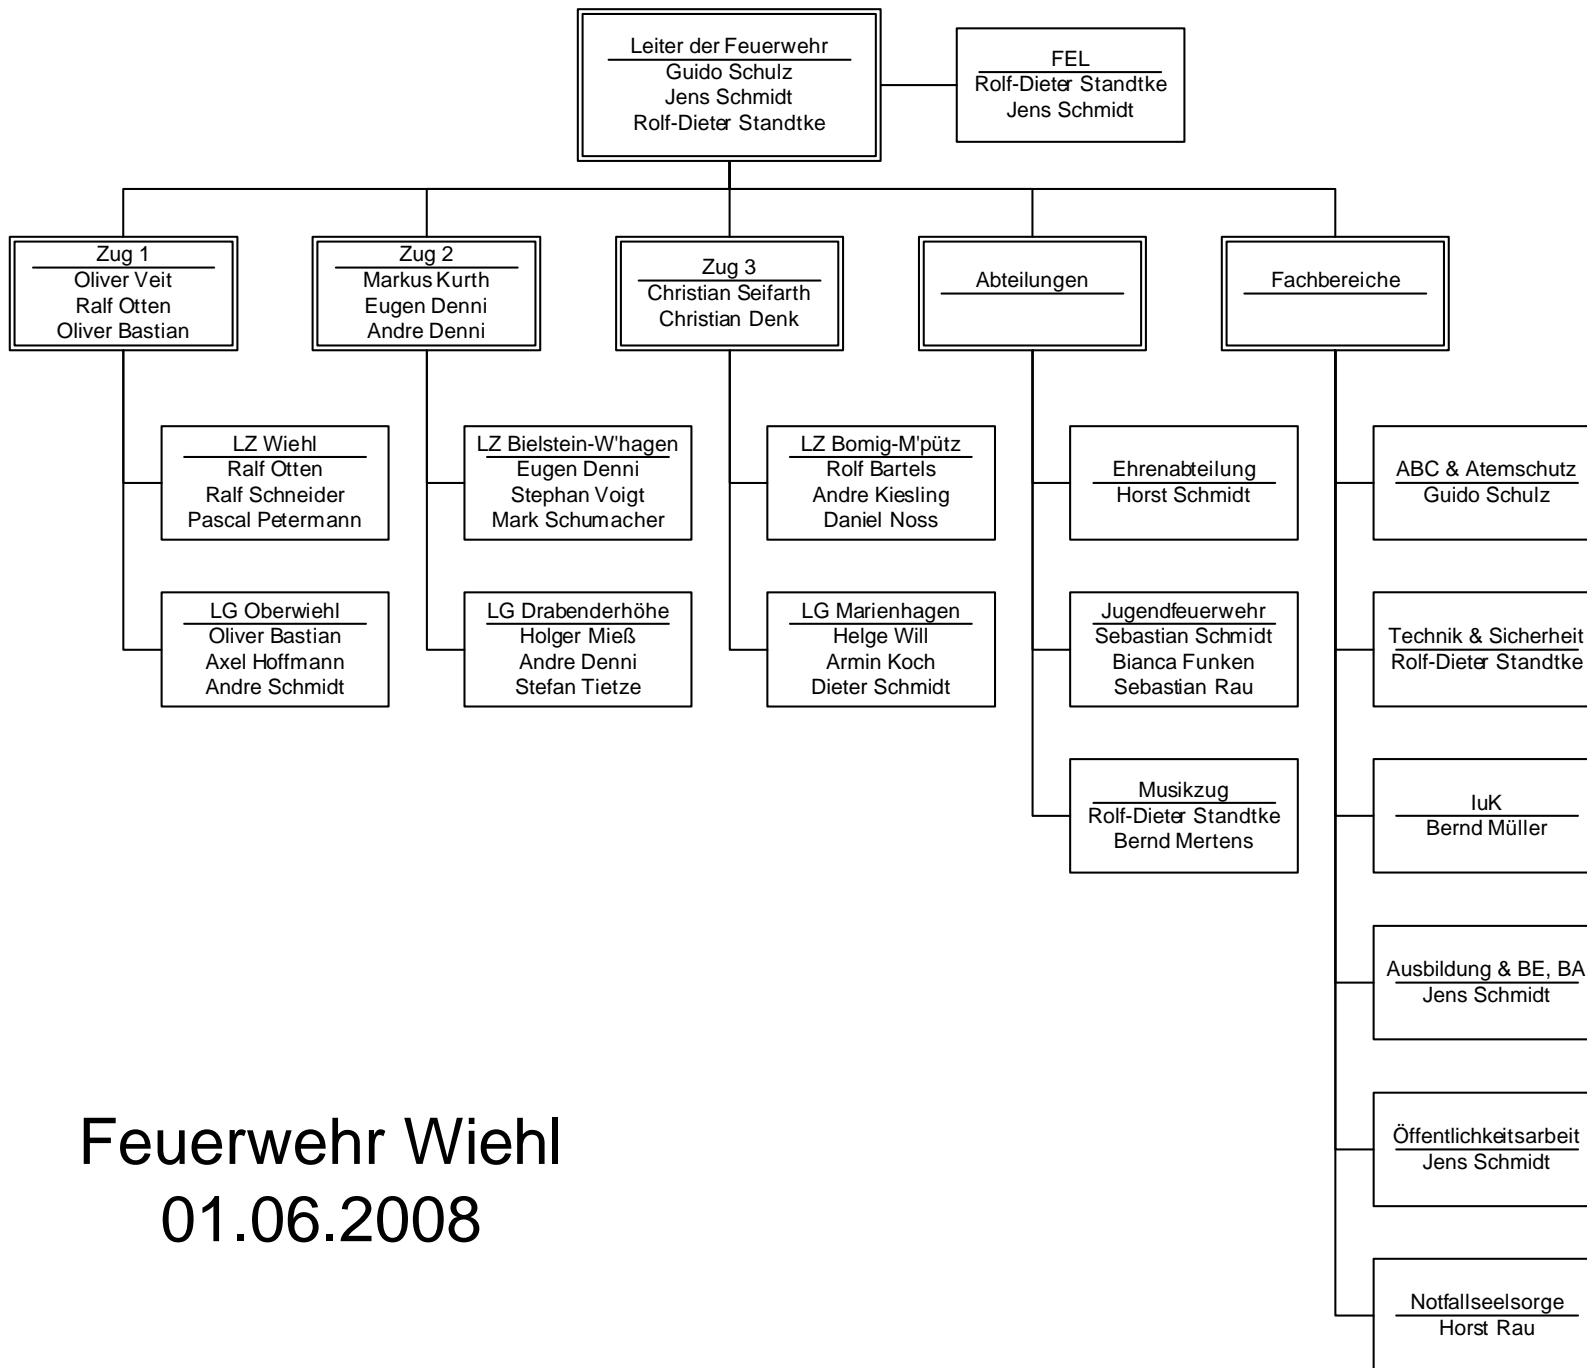 Leiter der Feuerwehr
Guido Schulz
Jens Schmidt
Rolf-Dieter Standtke
FEL
Rolf-Dieter Standtke
Jens Schmidt
Zug 1
Oliver Veit
Ralf Otten
Oliver Bastian
Zug 2
Markus Kurth
Eugen Denni
Andre Denni
Zug 3
Christian Seifarth
Christian Denk
Abteilungen
Fachbereiche
LZ Wiehl
Ralf Otten
Ralf Schneider
Pascal Petermann
LZ Bielstein-W'hagen
Eugen Denni
Stephan Voigt
Mark Schumacher
LZ Bomig-M'pütz
Rolf Bartels
Andre Kiesling
Daniel Noss
Ehrenabteilung
Horst Schmidt
ABC & Atemschutz
Guido Schulz
LG Oberwiehl
Oliver Bastian
Axel Hoffmann
Andre Schmidt
LG Drabenderhöhe
Holger Mieß
Andre Denni
Stefan Tietze
LG Marienhagen
Helge Will
Armin Koch
Dieter Schmidt
Jugendfeuerwehr
Sebastian Schmidt
Bianca Funken
Sebastian Rau
Technik & Sicherheit
Rolf-Dieter Standtke
Musikzug
Rolf-Dieter Standtke
Bernd Mertens
IuK
Bernd Müller
Ausbildung & BE, BA
Jens Schmidt
Öffentlichkeitsarbeit
Jens Schmidt
Notfallseelsorge
Horst Rau
Feuerwehr Wiehl
01.06.2008